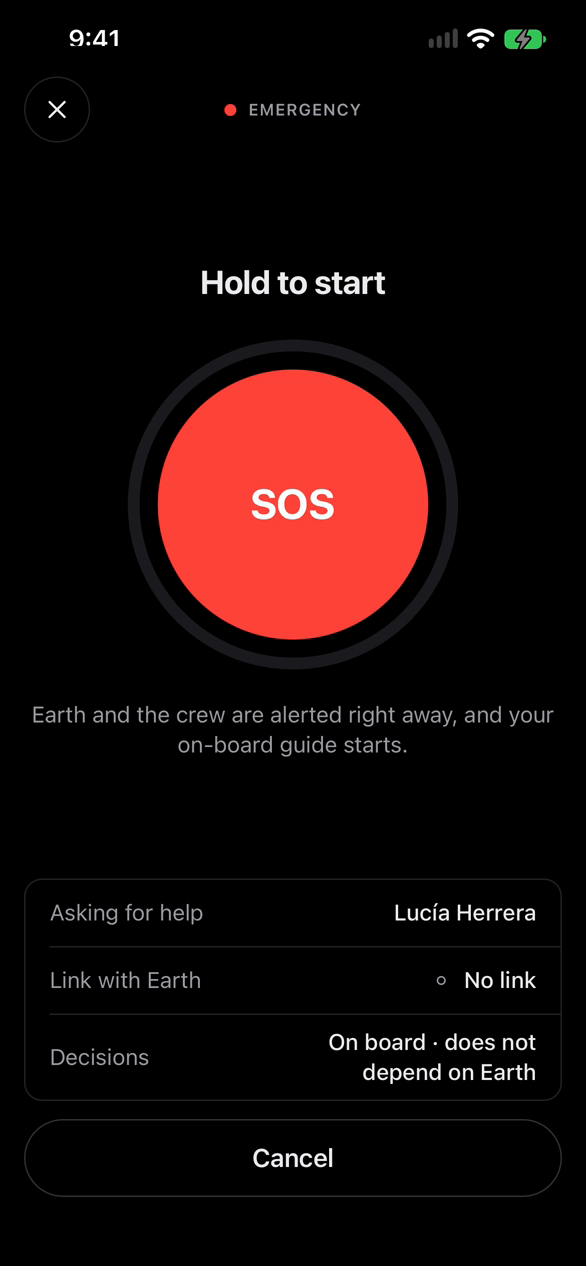 9:41
EMERGENCY
Hold to start
SOS
Earth and the crew are alerted right away, and your
on-board guide starts.
Asking for help
Lucía Herrera
Link with Earth
No link
Decisions
On board · does not
depend on Earth
Cancel